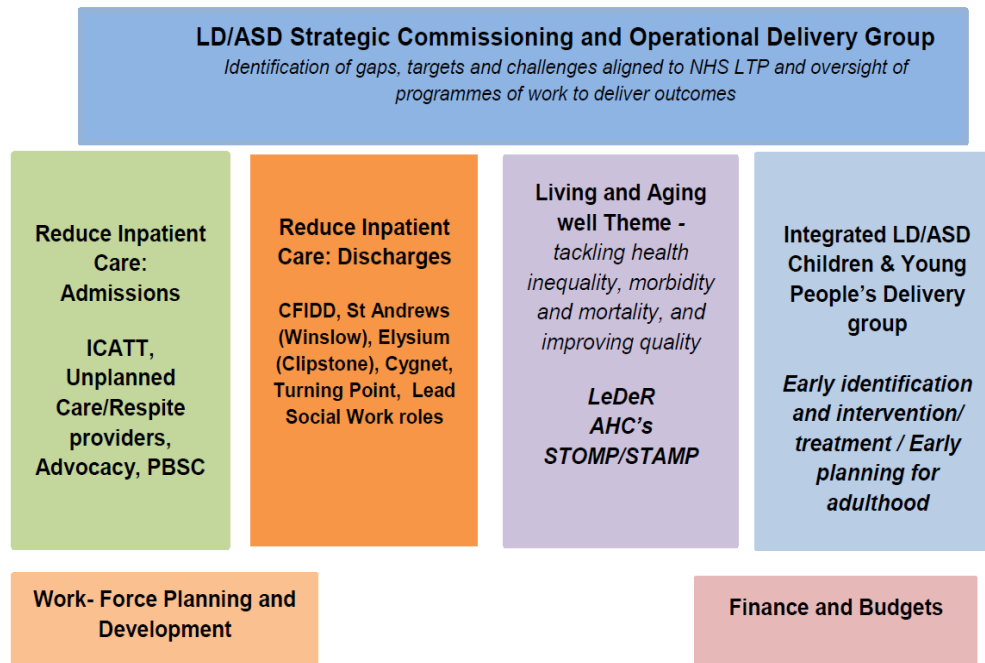 LD/ASD Strategic Commissioning and Operational Delivery Group
Identification of gaps, targets and challenges aligned to NHS LTP and oversight of
programmes of work to deliver outcomes
Reduce Inpatient
Care:
Admissions
ICATT,
Unplanned
Care/Respite
providers,
Advocacy, PBSC
Reduce Inpatient
Care: Discharges
CFIDD, St Andrews
(Winslow), Elysium
(Clipstone), Cygnet,
Turning Point, Lead
Social Work roles
Living and Aging
well Theme -
tackling health
inequality, morbidity
and mortality, and
improving quality
LeDeR
AHC's
STOMP/STAMP
Integrated LD/ASD
Children & Young
People's Delivery
group
Early identification
and intervention/
treatment / Early
planning for
adulthood
Work- Force Planning and
Development
Finance and Budgets